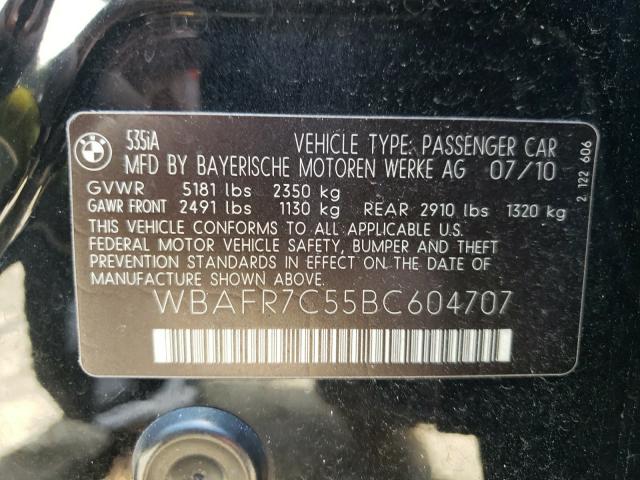 BMW
535iA VEHICLE TYPE: PASSENGER CAR
MFD BY BAYERISCHE MOTOREN WERKE AG 07/10
GVWR 5181 lbs 2350 kg
GAWR FRONT 2491 lbs 1130 kg REAR 2910 lbs 1320 kg
THIS VEHICLE CONFORMS TO ALL APPLICABLE U.S.
FEDERAL MOTOR VEHICLE SAFETY, BUMPER AND THEFT
PREVENTION STANDARDS IN EFFECT ON THE DATE OF
MANUFACTURE SHOWN ABOVE.
WBAFR7C55BC604707
2 122 606